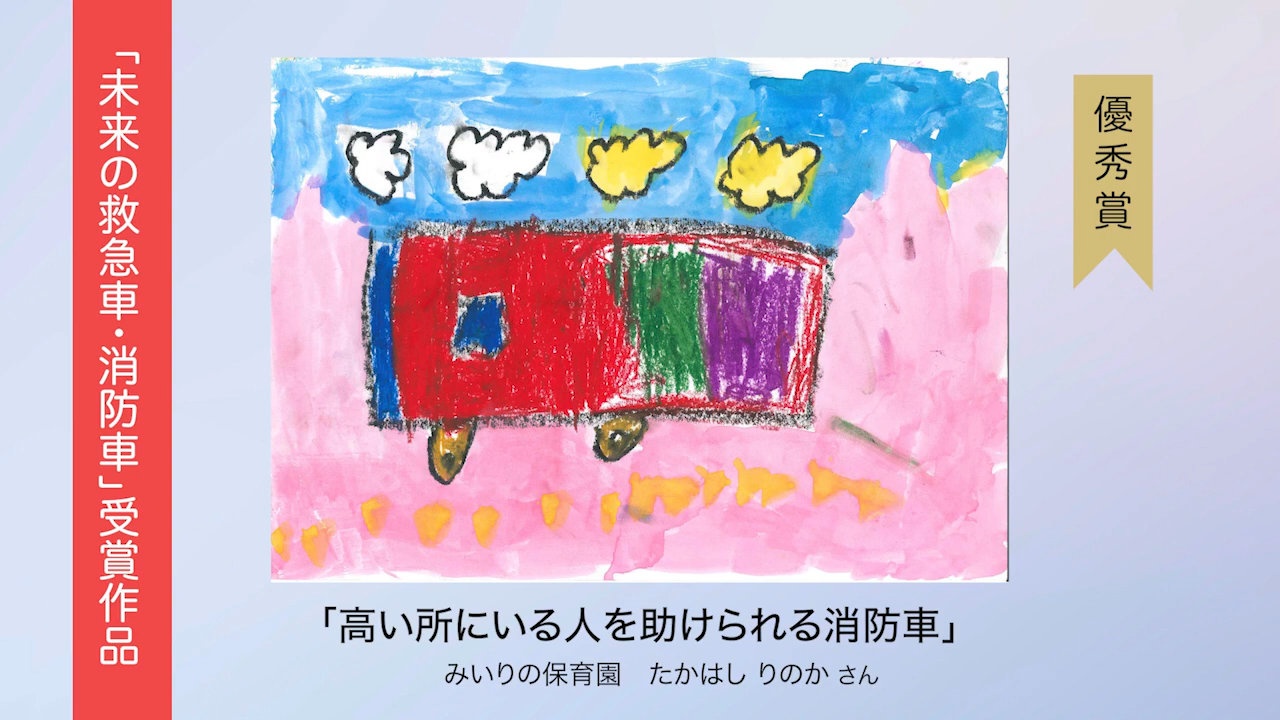 「未来の救急車・消防車」受賞作品
優秀賞
「高い所にいる人を助けられる消防車」
みいりの保育園　たかはし りのか さん